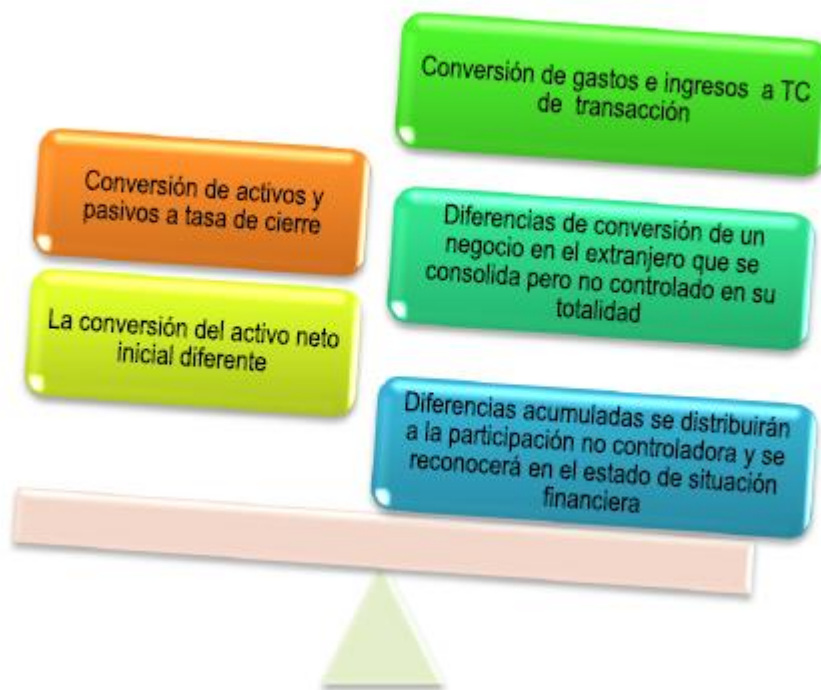 Conversión de activos y
pasivos a tasa de cierre
La conversión del activo neto
inicial diferente
Conversión de gastos e ingresos a TC
de transacción
Diferencias de conversión de un
negocio en el extranjero que se
consolida pero no controlado en su
totalidad
Diferencias acumuladas se distribuirán
a la participación no controladora y se
reconocerá en el estado de situación
financiera